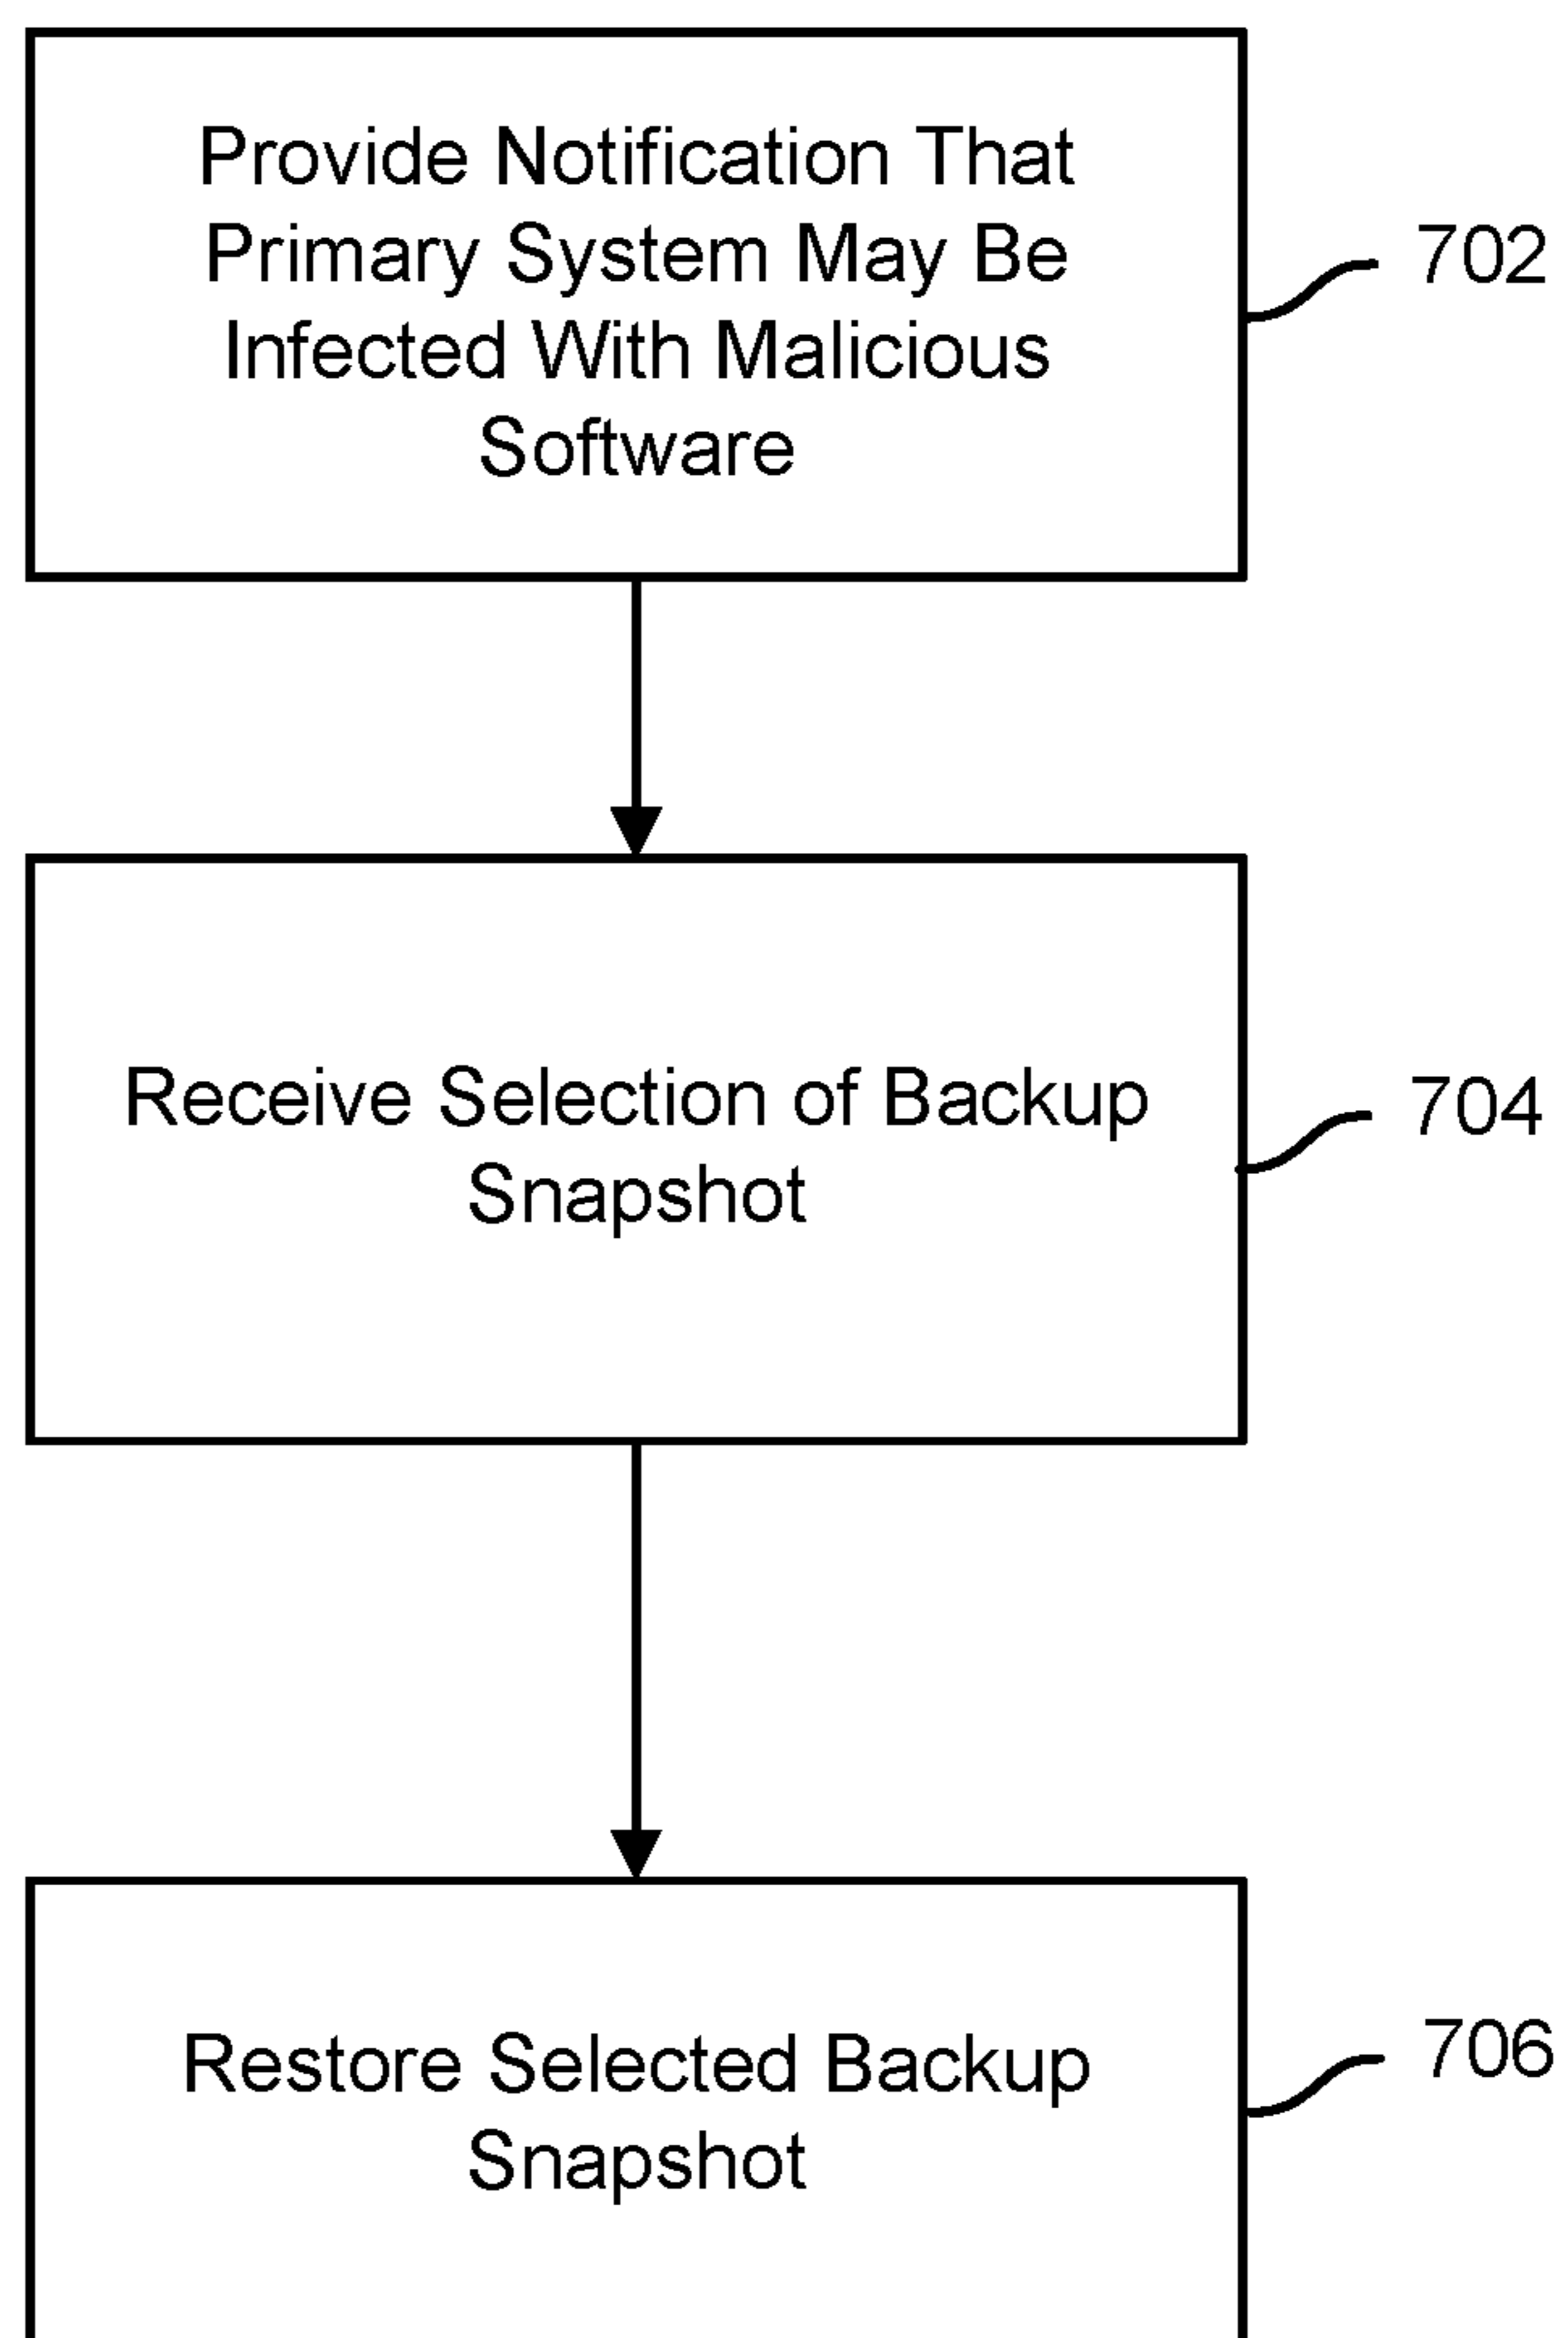 Provide Notification That
Primary System May Be
Infected With Malicious
Software
702
Receive Selection of Backup
Snapshot
704
Restore Selected Backup
Snapshot
706